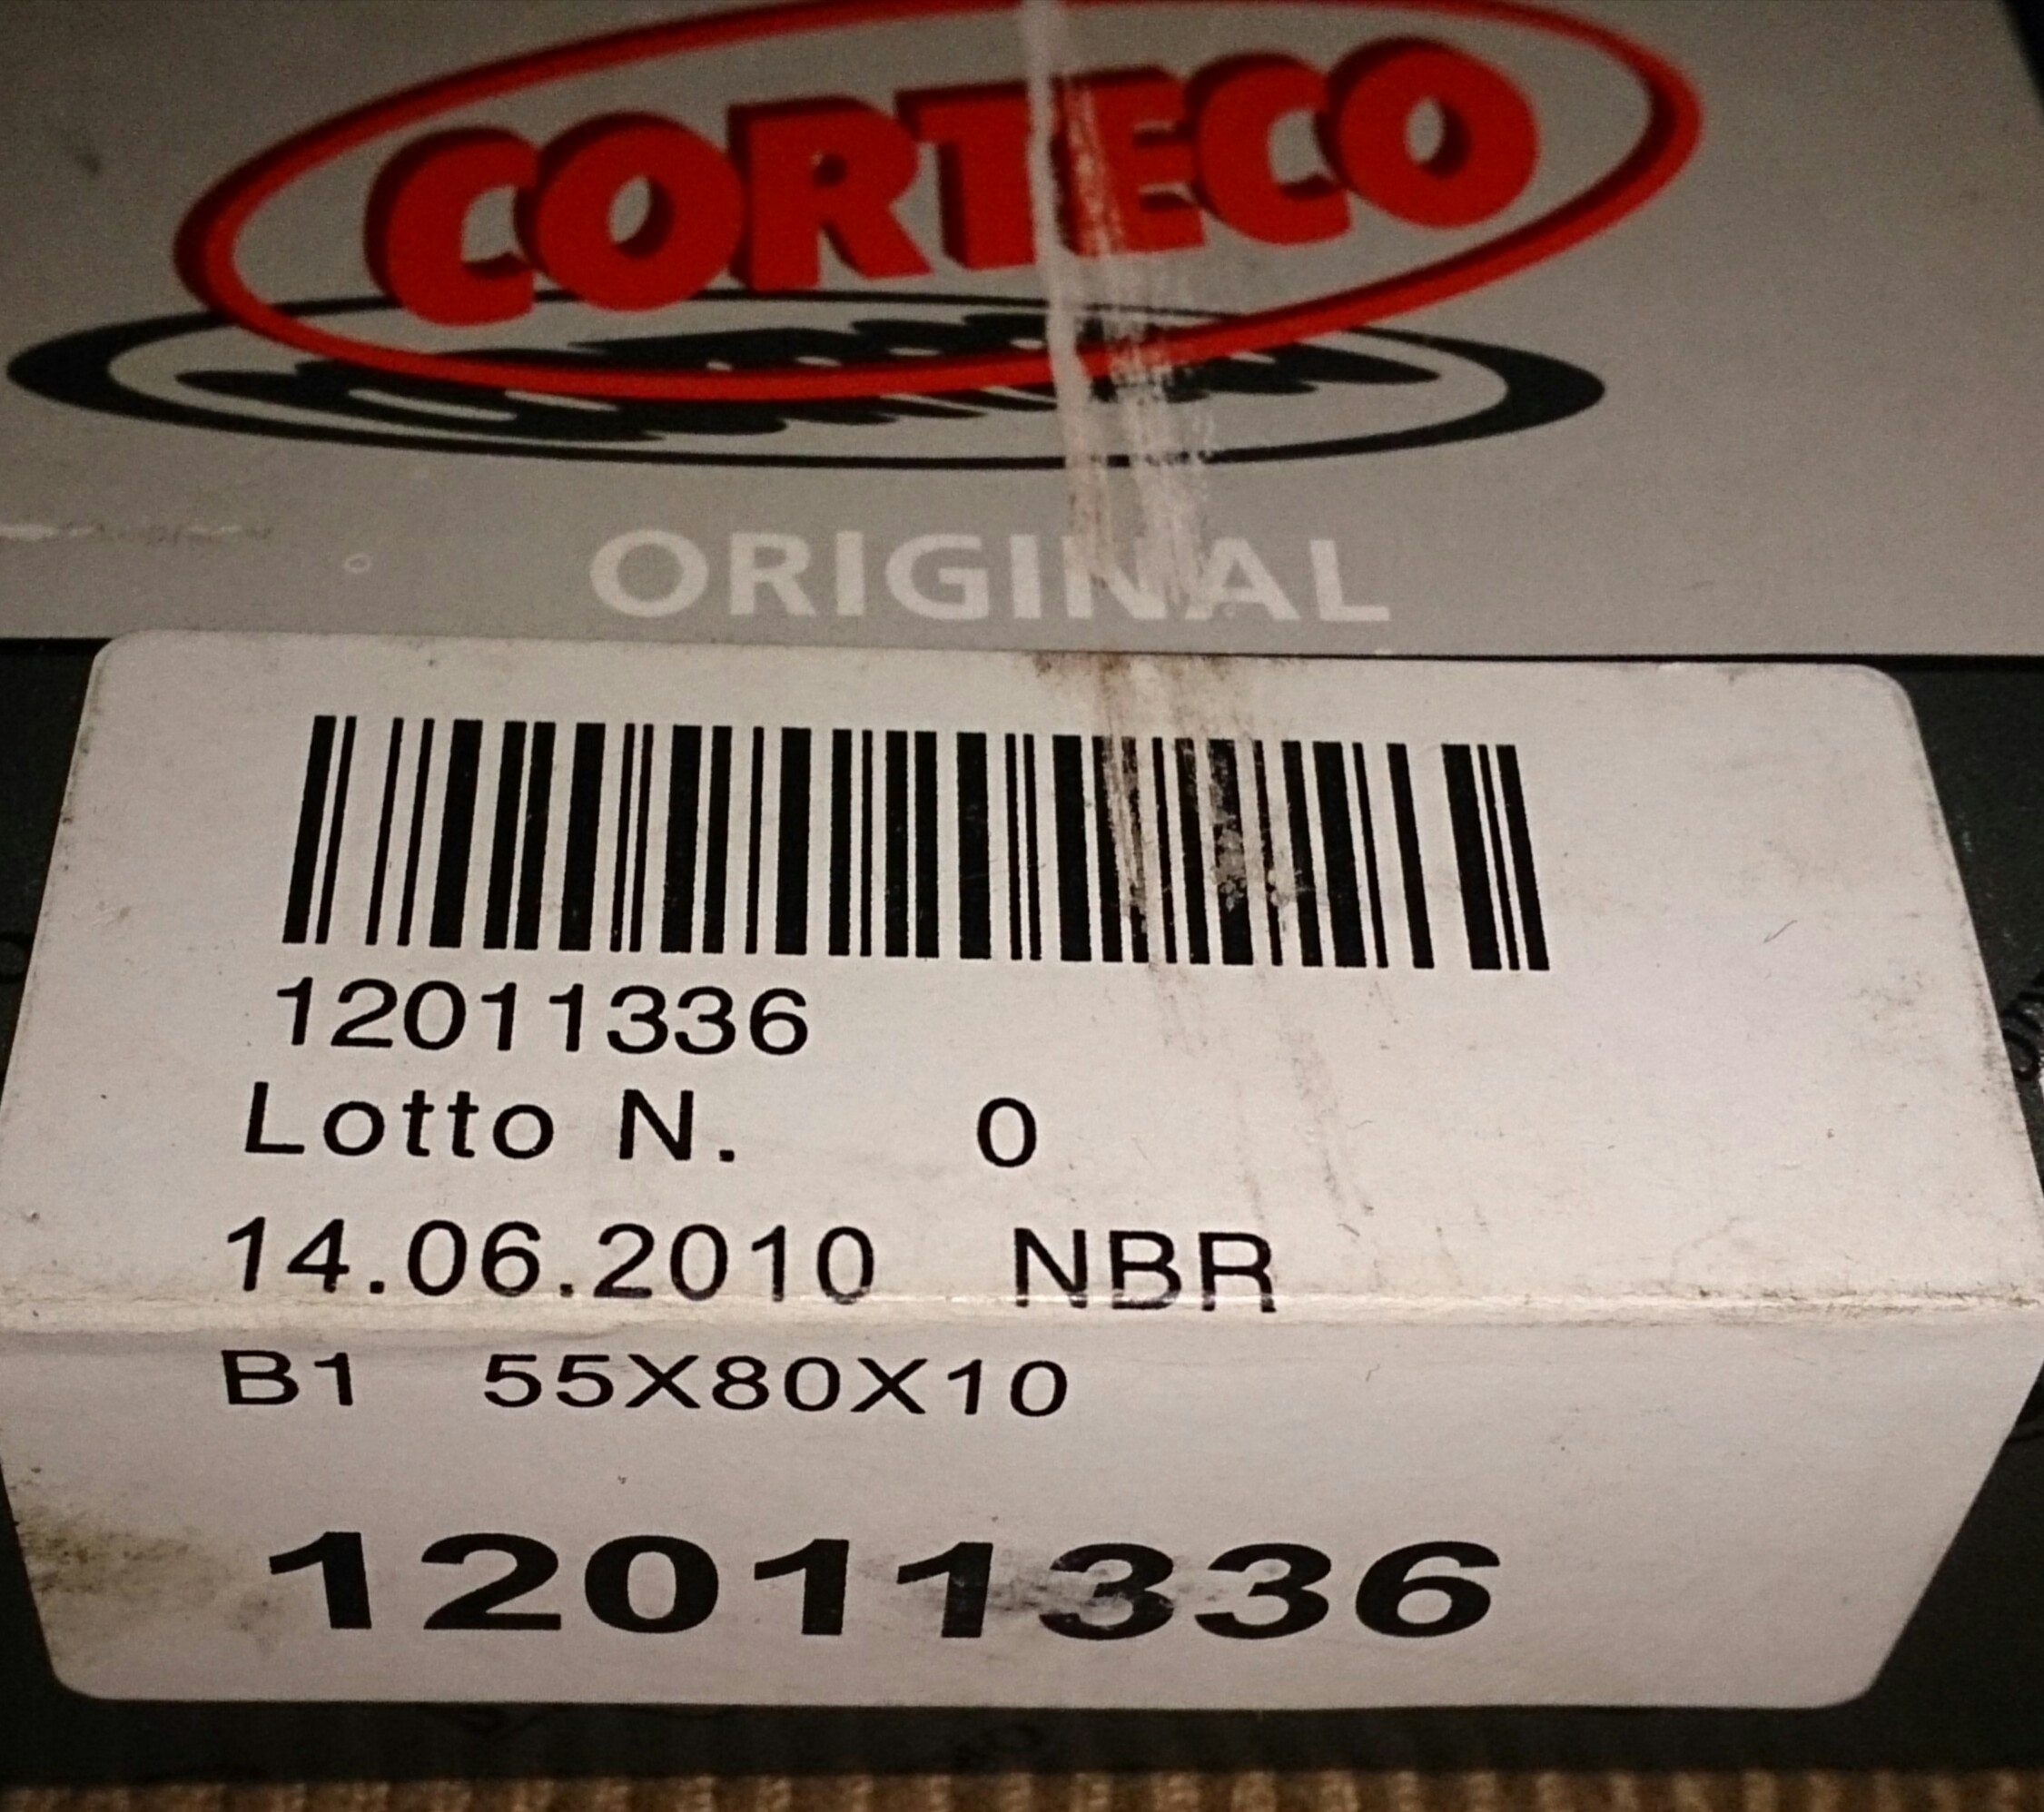 CORTECO
ORIGINAL
12011336
Lotto N. 0
14.06.2010 NBR
B1 55X80X10
12011336